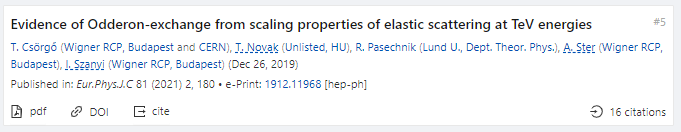 Evidence of Odderon-exchange from scaling properties of elastic scattering at TeV energies
#5
T. Csörgő (Wigner RCP, Budapest and CERN), T. Novak (Unlisted, HU), R. Pasechnik (Lund U., Dept. Theor. Phys.), A. Ster (Wigner RCP,
Budapest), I. Szanyi (Wigner RCP, Budapest) (Dec 26, 2019)
Published in: Eur.Phys.J.C 81 (2021) 2, 180 • e-Print: 1912.11968 [hep-ph]
pdf DOI cite 16 citations